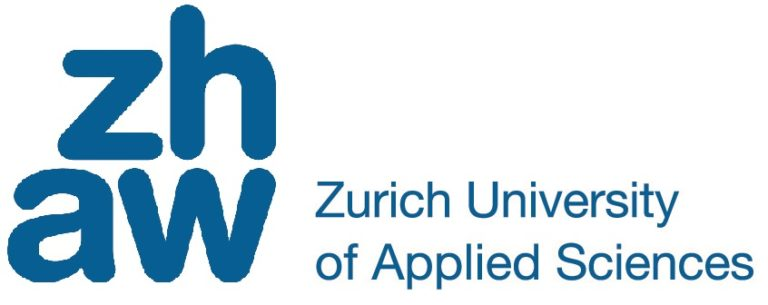 zh
aw
Zurich University
of Applied Sciences